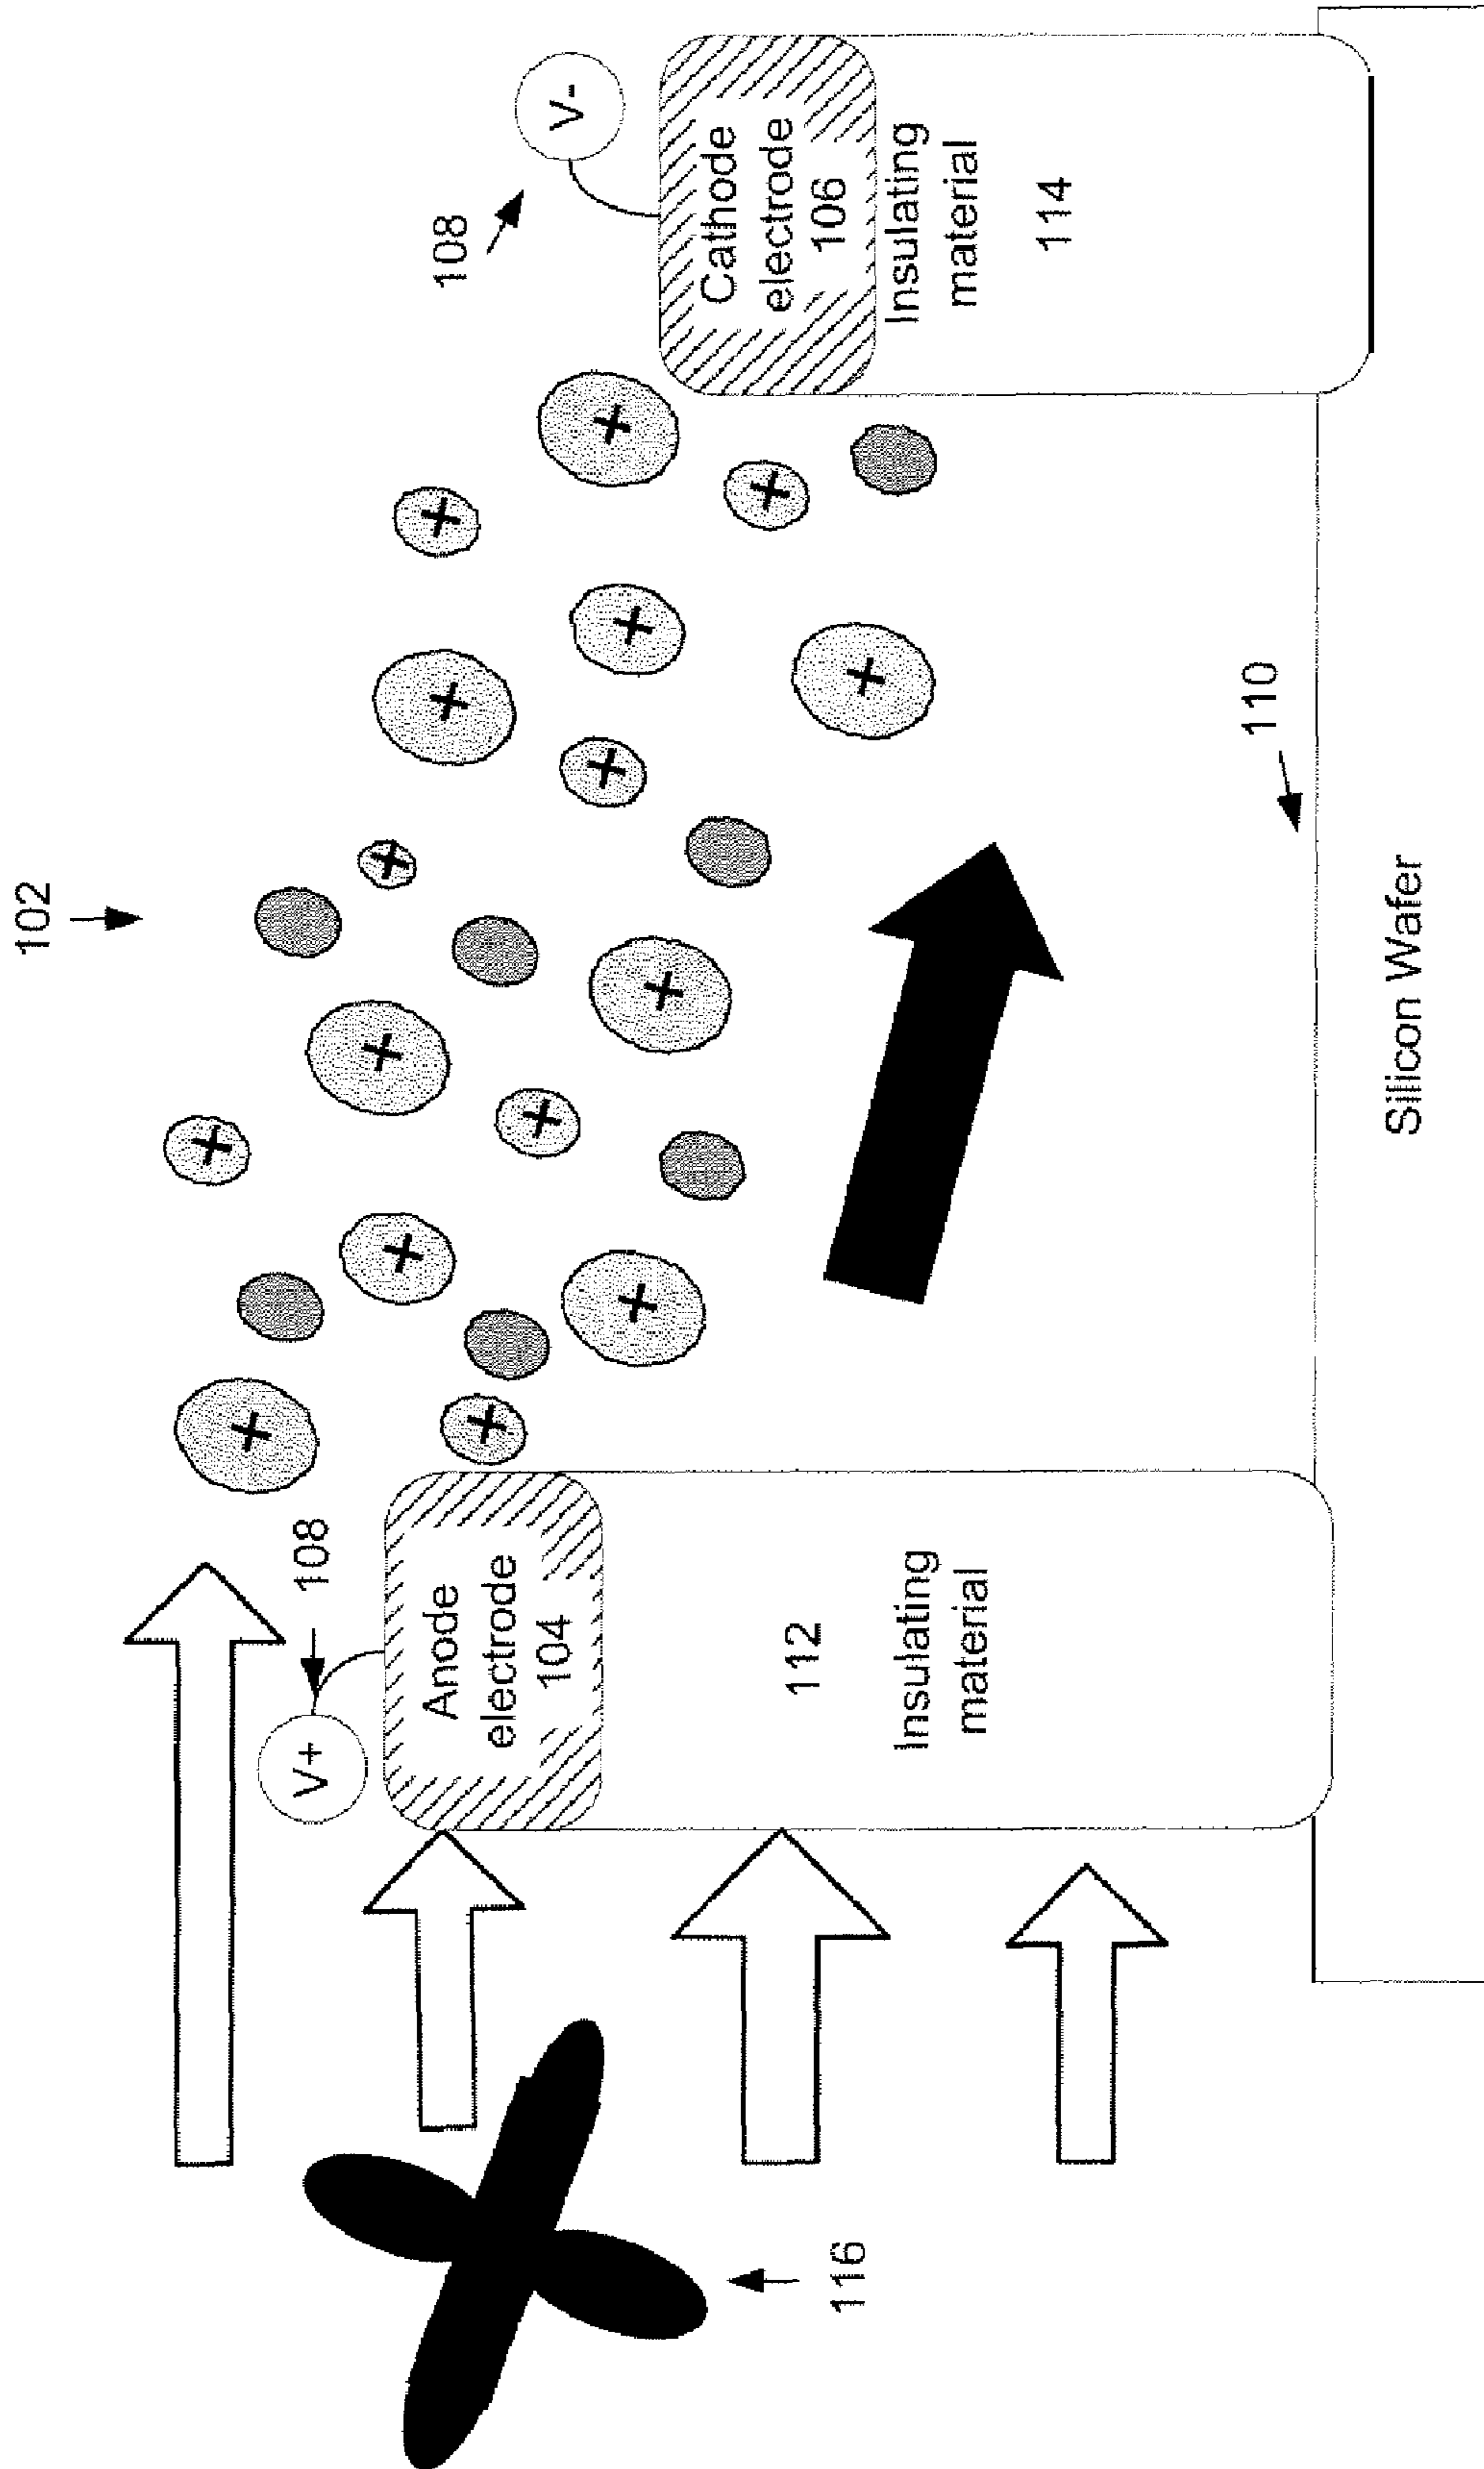 102
108
V-
Cathode
electrode
106
Insulating
material
114
108
V+
Anode
electrode
104
112
Insulating
material
116
110
Silicon Wafer